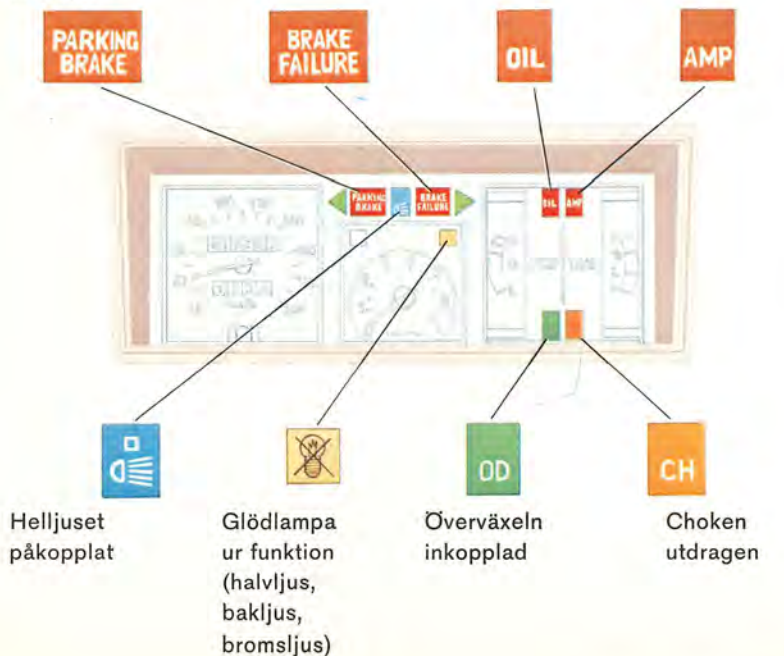 PARKING
BRAKE
BRAKE
FAILURE
OIL
AMP
PARKING
BRAKE
BRAKE
FAILURE
OIL
AMP
OD
CH
Helljuset
påkopplat
Glödlampa
ur funktion
(halvljus,
bakljus,
bromsljus)
Överväxeln
inkopplad
Choken
utdragen